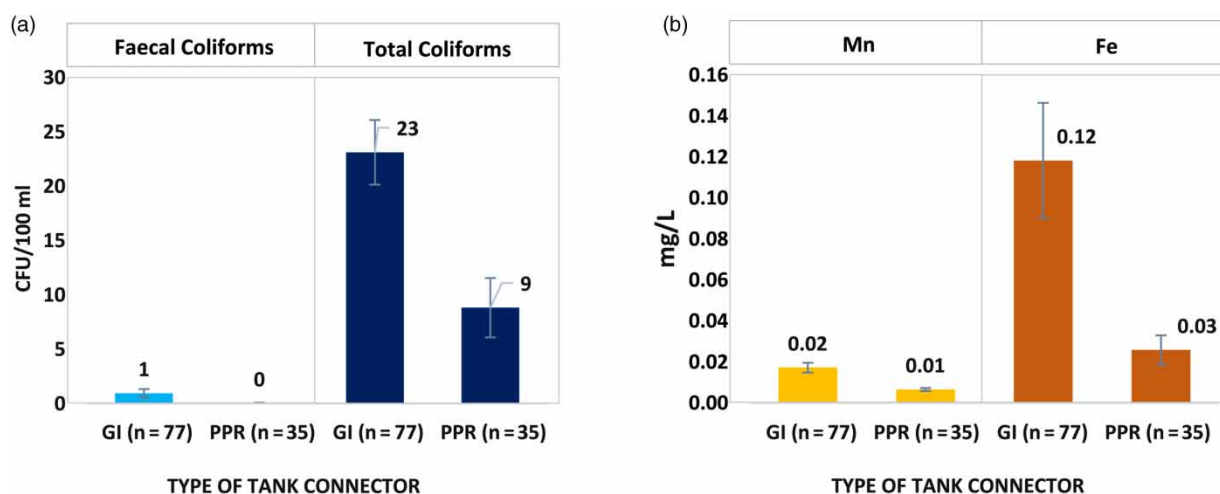 (a)
Faecal Coliforms
Total Coliforms
CFU/100 ml
30
25
20
15
10
5
0
1
0
23
9
GI (n = 77)
PPR (n = 35)
GI (n = 77)
PPR (n = 35)
TYPE OF TANK CONNECTOR
(b)
Mn
Fe
mg/L
0.16
0.14
0.12
0.10
0.08
0.06
0.04
0.02
0.00
0.02
0.01
0.12
0.03
GI (n = 77)
PPR (n = 35)
GI (n = 77)
PPR (n = 35)
TYPE OF TANK CONNECTOR